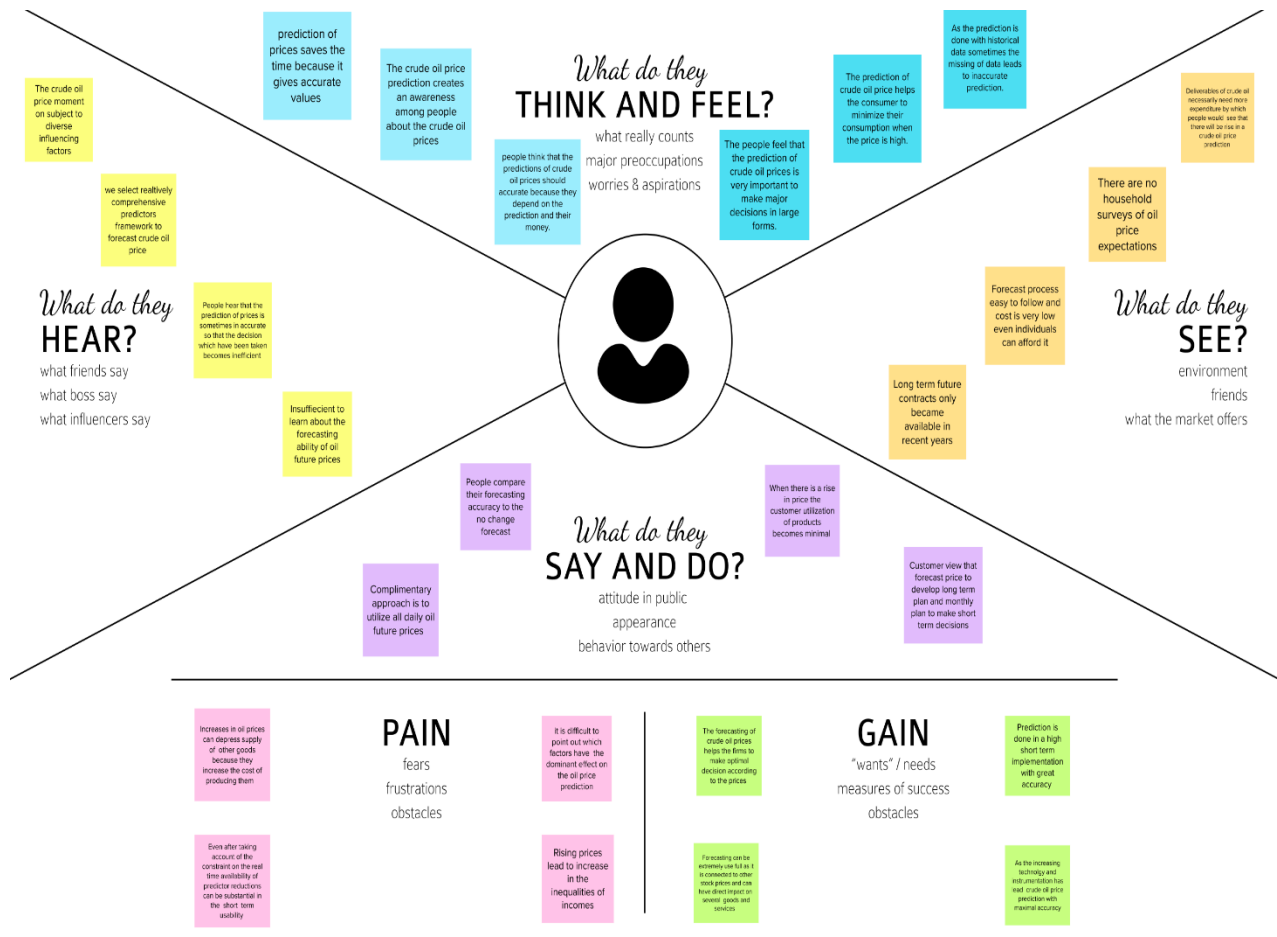 What do they
THINK AND FEEL?
what really counts
major preoccupations
worries & aspirations
prediction of
prices saves the
time because it
gives accurate
values
The crude oil price
prediction creates
an awareness
among people
about the crude oil
prices
people think that the
predictions of crude
oil prices should
accurate because they
depend on the
prediction and their
money.
The people feel that
the prediction of
crude oil prices is
very important to
make major
decisions in large
forms.
The prediction of
crude oil price helps
the consumer to
minimize their
consumption when
the price is high.
As the prediction is
done with historical
data sometimes the
missing of data leads
to inaccurate
prediction.
The crude oil
price moment
on subject to
diverse
influencing
factors
we select realtively
comprehensive
predictors
framework to
forecast crude oil
price
People hear that the
prediction of prices is
sometimes in accurate
so that the decision
which have been taken
becomes inefficient
Insuffiecient to
learn about the
forecasting
ability of oil
future prices
What do they
HEAR?
what friends say
what boss say
what influencers say
Deliverables of crude oil
necessarily need more
expenditure by which
people would see that
there will be rise in a
crude oil price
prediction
There are no
household
surveys of oil
price
expectations
Forecast process
easy to follow and
cost is very low
even individuals
can afford it
Long term future
contracts only
became
available in
recent years
What do they
SEE?
environment
friends
what the market offers
People compare
their forecasting
accuracy to the
no change
forecast
Complimentary
approach is to
utilize all daily oil
future prices
What do they
SAY AND DO?
attitude in public
appearance
behavior towards others
When there is a rise
in price the
customer utilization
of products
becomes minimal
Customer view that
forecast price to
develop long term
plan and monthly
plan to make short
term decisions
Increases in oil prices
can depress supply
of other goods
because they
increase the cost of
producing them
PAIN
fears
frustrations
obstacles
it is difficult to
point out which
factors have the
dominant effect on
the oil price
prediction
Even after taking
account of the
constraint on the real
time availability of
predictor reductions
can be substantial in
the short term
usability
Rising prices
lead to increase
in the
inequalities of
incomes
The forecasting of
crude oil prices
helps the firms to
make optimal
decision according
to the prices
GAIN
"wants" / needs
measures of success
obstacles
Prediction is
done in a high
short term
implementation
with great
accuracy
Forecasting can be
extremely use full as it
is connected to other
stock prices and can
have direct impact on
several goods and
services
As the increasing
technolgy and
instrumentation has
lead crude oil price
prediction with
maximal accuracy